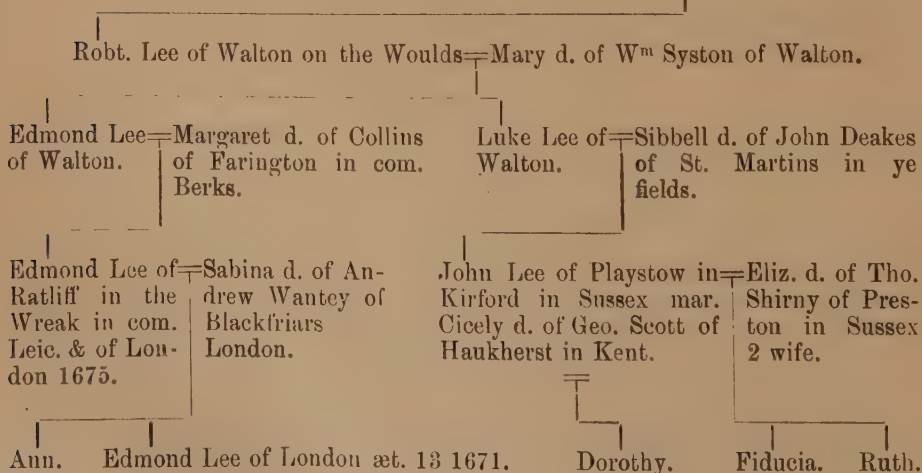 Robt. Lee of Walton on the Woulds=Mary d. of Wᵐ Syston of Walton.
Edmond Lee=Margaret d. of Collins
of Walton. of Farington in com.
Berks.
Luke Lee of=Sibbell d. of John Deakes
Walton. of St. Martins in ye
fields.
Edmond Lee of=Sabina d. of An-
Ratliff in the drew Wantey of
Wreak in com. Blackfriars
Leic. & of Lon- London.
don 1675.
John Lee of Playstow in=Eliz. d. of Tho.
Kirford in Sussex mar. Shirny of Pres-
Cicely d. of Geo. Scott of ton in Sussex
Haukherst in Kent. 2 wife.
Ann. Edmond Lee of London æt. 13 1671. Dorothy. Fiducia. Ruth.